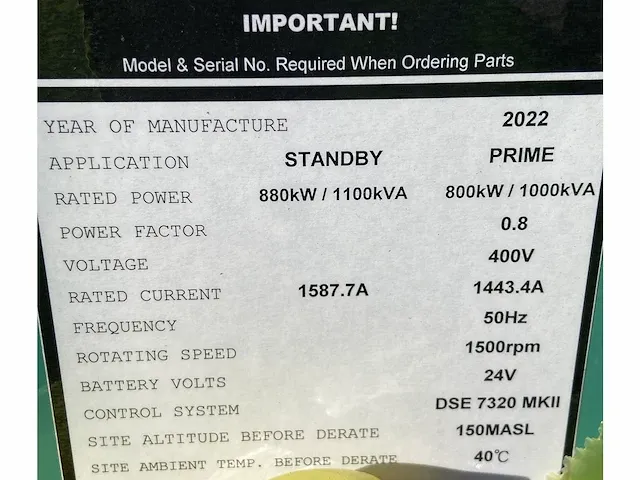 IMPORTANT!
Model & Serial No. Required When Ordering Parts
YEAR OF MANUFACTURE 2022
APPLICATION STANDBY PRIME
RATED POWER 880kW / 1100kVA 800kW / 1000kVA
POWER FACTOR 0.8
VOLTAGE 400V
RATED CURRENT 1587.7A 1443.4A
FREQUENCY 50Hz
ROTATING SPEED 1500rpm
BATTERY VOLTS 24V
CONTROL SYSTEM DSE 7320 MKII
SITE ALTITUDE BEFORE DERATE 150MASL
SITE AMBIENT TEMP. BEFORE DERATE 40℃